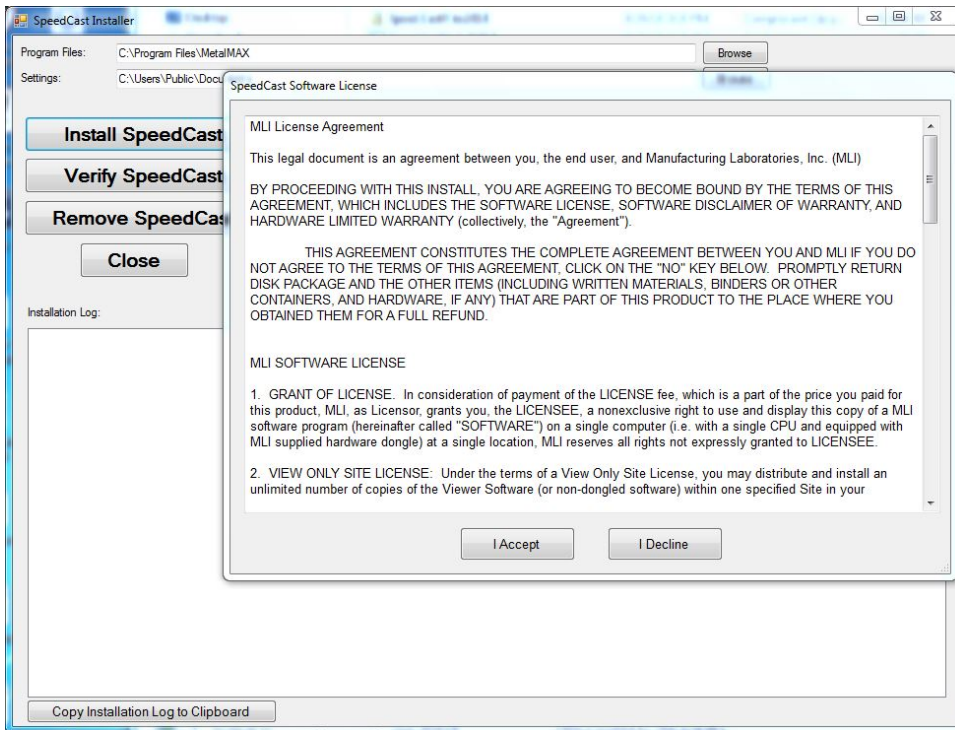 SpeedCast Installer
Program Files:
C:\Program Files\MetalMAX
Browse
Settings:
C:\Users\Public\Docu
Install SpeedCast
Verify SpeedCast
Remove SpeedCas
Close
Installation Log:
Copy Installation Log to Clipboard
SpeedCast Software License
MLI License Agreement
This legal document is an agreement between you, the end user, and Manufacturing Laboratories, Inc. (MLI)
BY PROCEEDING WITH THIS INSTALL, YOU ARE AGREEING TO BECOME BOUND BY THE TERMS OF THIS
AGREEMENT, WHICH INCLUDES THE SOFTWARE LICENSE, SOFTWARE DISCLAIMER OF WARRANTY, AND
HARDWARE LIMITED WARRANTY (collectively, the "Agreement").
THIS AGREEMENT CONSTITUTES THE COMPLETE AGREEMENT BETWEEN YOU AND MLI IF YOU DO
NOT AGREE TO THE TERMS OF THIS AGREEMENT, CLICK ON THE "NO" KEY BELOW.  PROMPTLY RETURN
DISK PACKAGE AND THE OTHER ITEMS (INCLUDING WRITTEN MATERIALS, BINDERS OR OTHER
CONTAINERS, AND HARDWARE, IF ANY) THAT ARE PART OF THIS PRODUCT TO THE PLACE WHERE YOU
OBTAINED THEM FOR A FULL REFUND.
MLI SOFTWARE LICENSE
1.  GRANT OF LICENSE.  In consideration of payment of the LICENSE fee, which is a part of the price you paid for
this product, MLI, as Licensor, grants you, the LICENSEE, a nonexclusive right to use and display this copy of a MLI
software program (hereinafter called "SOFTWARE") on a single computer (i.e. with a single CPU and equipped with
MLI supplied hardware dongle) at a single location, MLI reserves all rights not expressly granted to LICENSEE.
2.  VIEW ONLY SITE LICENSE:  Under the terms of a View Only Site License, you may distribute and install an
unlimited number of copies of the Viewer Software (or non-dongled software) within one specified Site in your
I Accept
I Decline